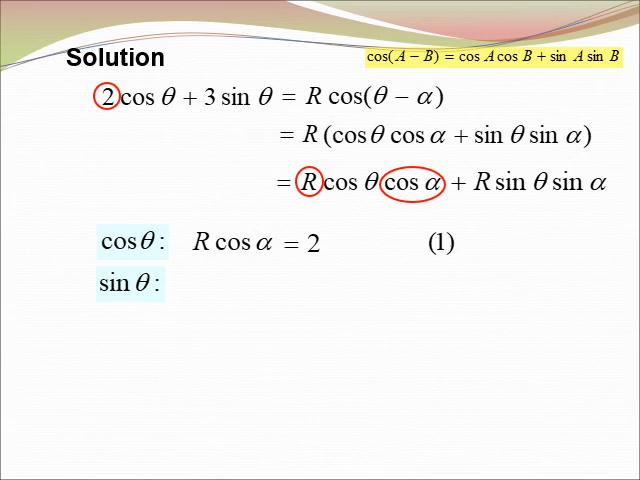 Solution
cos(A − B) = cos A cos B + sin A sin B
2 cos θ + 3 sin θ = R cos(θ − α)
= R (cos θ cos α + sin θ sin α)
= R cos θ cos α + R sin θ sin α
cos θ : R cos α = 2 (1)
sin θ :